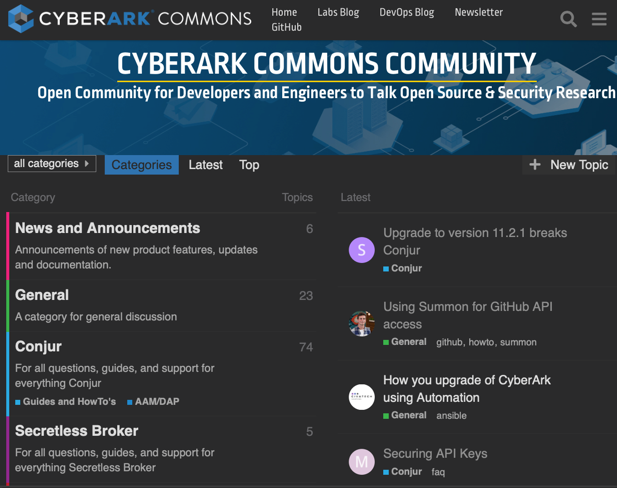 CYBERARK COMMONS
Home Labs Blog DevOps Blog Newsletter
GitHub
CYBERARK COMMONS COMMUNITY
Open Community for Developers and Engineers to Talk Open Source & Security Research
all categories Categories Latest Top + New Topic
Category Topics
News and Announcements 6
Announcements of new product features, updates
and documentation.
General 23
A category for general discussion
Conjur 74
For all questions, guides, and support for
everything Conjur
Guides and HowTo's AAM/DAP
Secretless Broker 5
For all questions, guides, and support for
everything Secretless Broker
Latest
S
Upgrade to version 11.2.1 breaks
Conjur
Conjur
Using Summon for GitHub API
access
General github, howto, summon
How you upgrade of CyberArk
using Automation
General ansible
M
Securing API Keys
Conjur faq